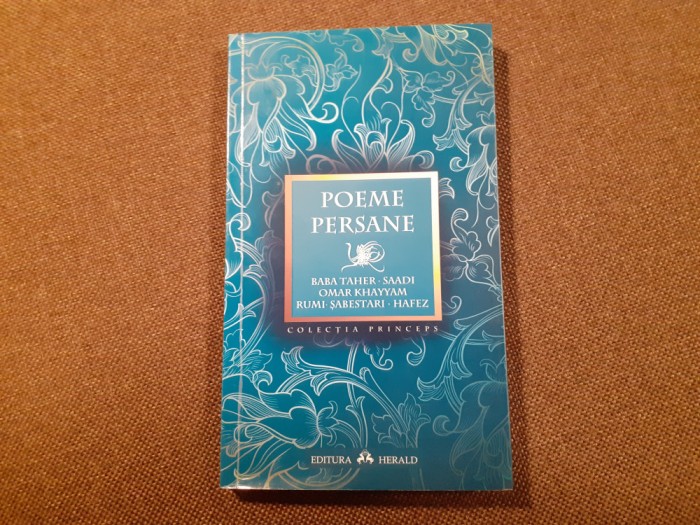 POEME
PERSANE
BABA TAHER · SAADI
OMAR KHAYYAM
RUMI · ŞABESTARI · HAFEZ
COLECȚIA PRINCEPS
EDITURA HERALD